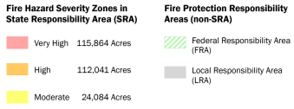 Fire Hazard Severity Zones in
State Responsibility Area (SRA)
Very High 115,864 Acres
High 112,041 Acres
Moderate 24,084 Acres
Fire Protection Responsibility
Areas (non-SRA)
Federal Responsibility Area
(FRA)
Local Responsibility Area
(LRA)